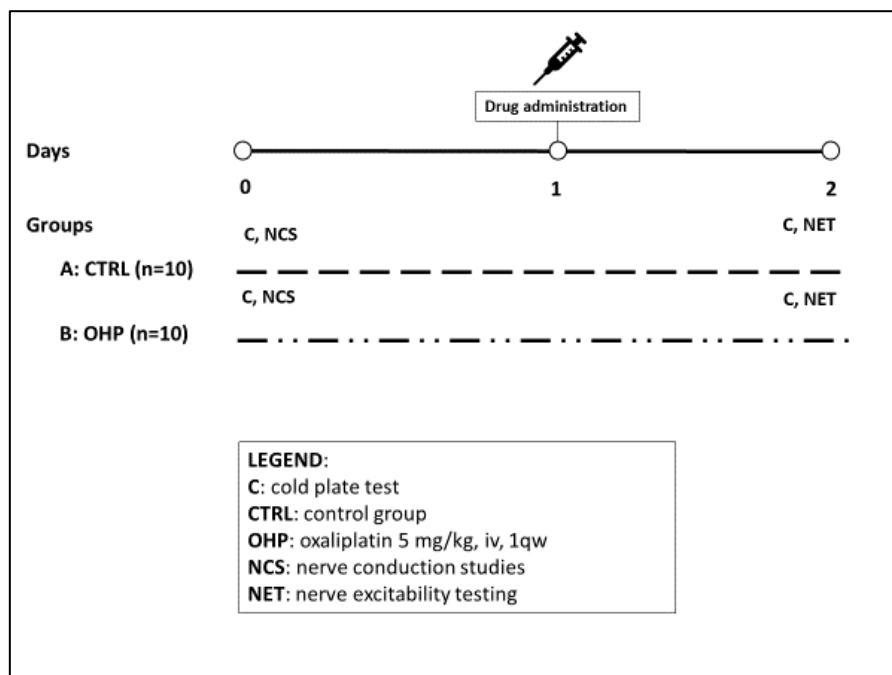 Drug administration
Days
0 1 2
Groups
C, NCS C, NET
A: CTRL (n=10)
C, NCS C, NET
B: OHP (n=10)
LEGEND:
C: cold plate test
CTRL: control group
OHP: oxaliplatin 5 mg/kg, iv, 1qw
NCS: nerve conduction studies
NET: nerve excitability testing